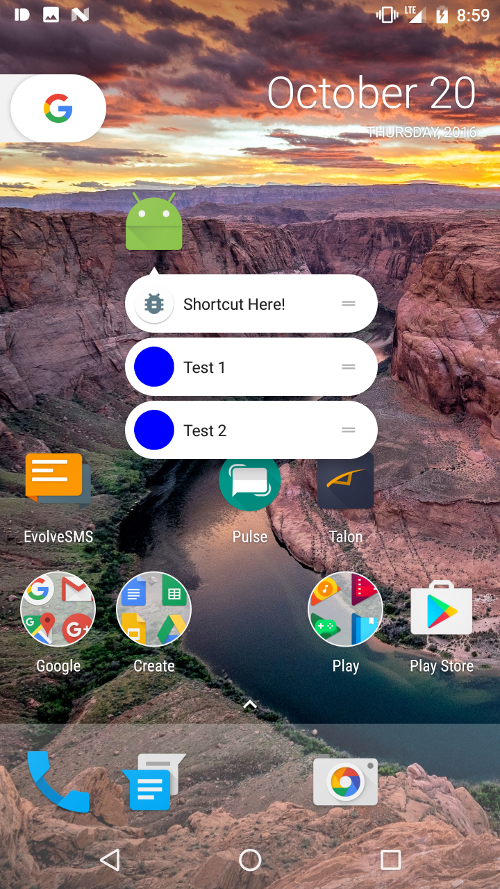 LTE
8:59
October 20
THURSDAY, 2016
Shortcut Here!
Test 1
Test 2
EvolveSMS
Pulse
Talon
Google
Create
Play
Play Store